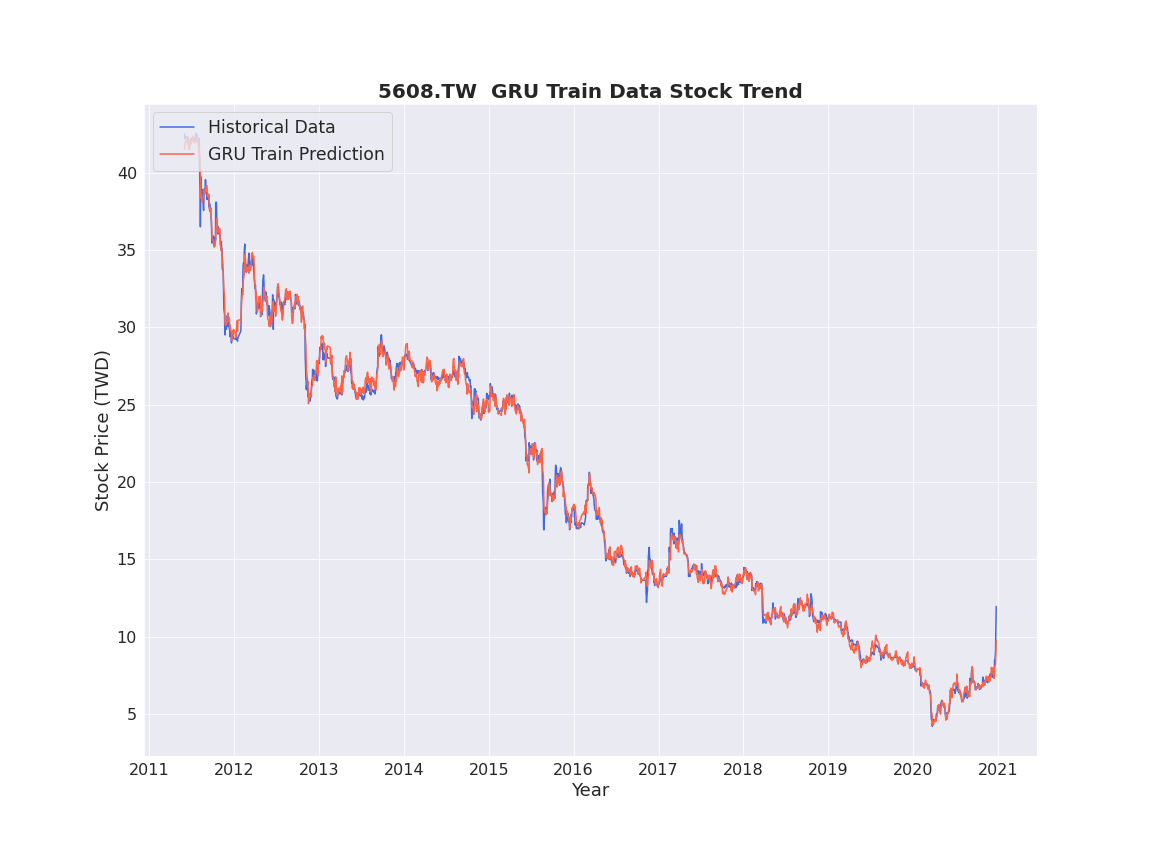 5608.TW  GRU Train Data Stock Trend
Historical Data
GRU Train Prediction
Stock Price (TWD)
40
35
30
25
20
15
10
5
2011 2012 2013 2014 2015 2016 2017 2018 2019 2020 2021
Year